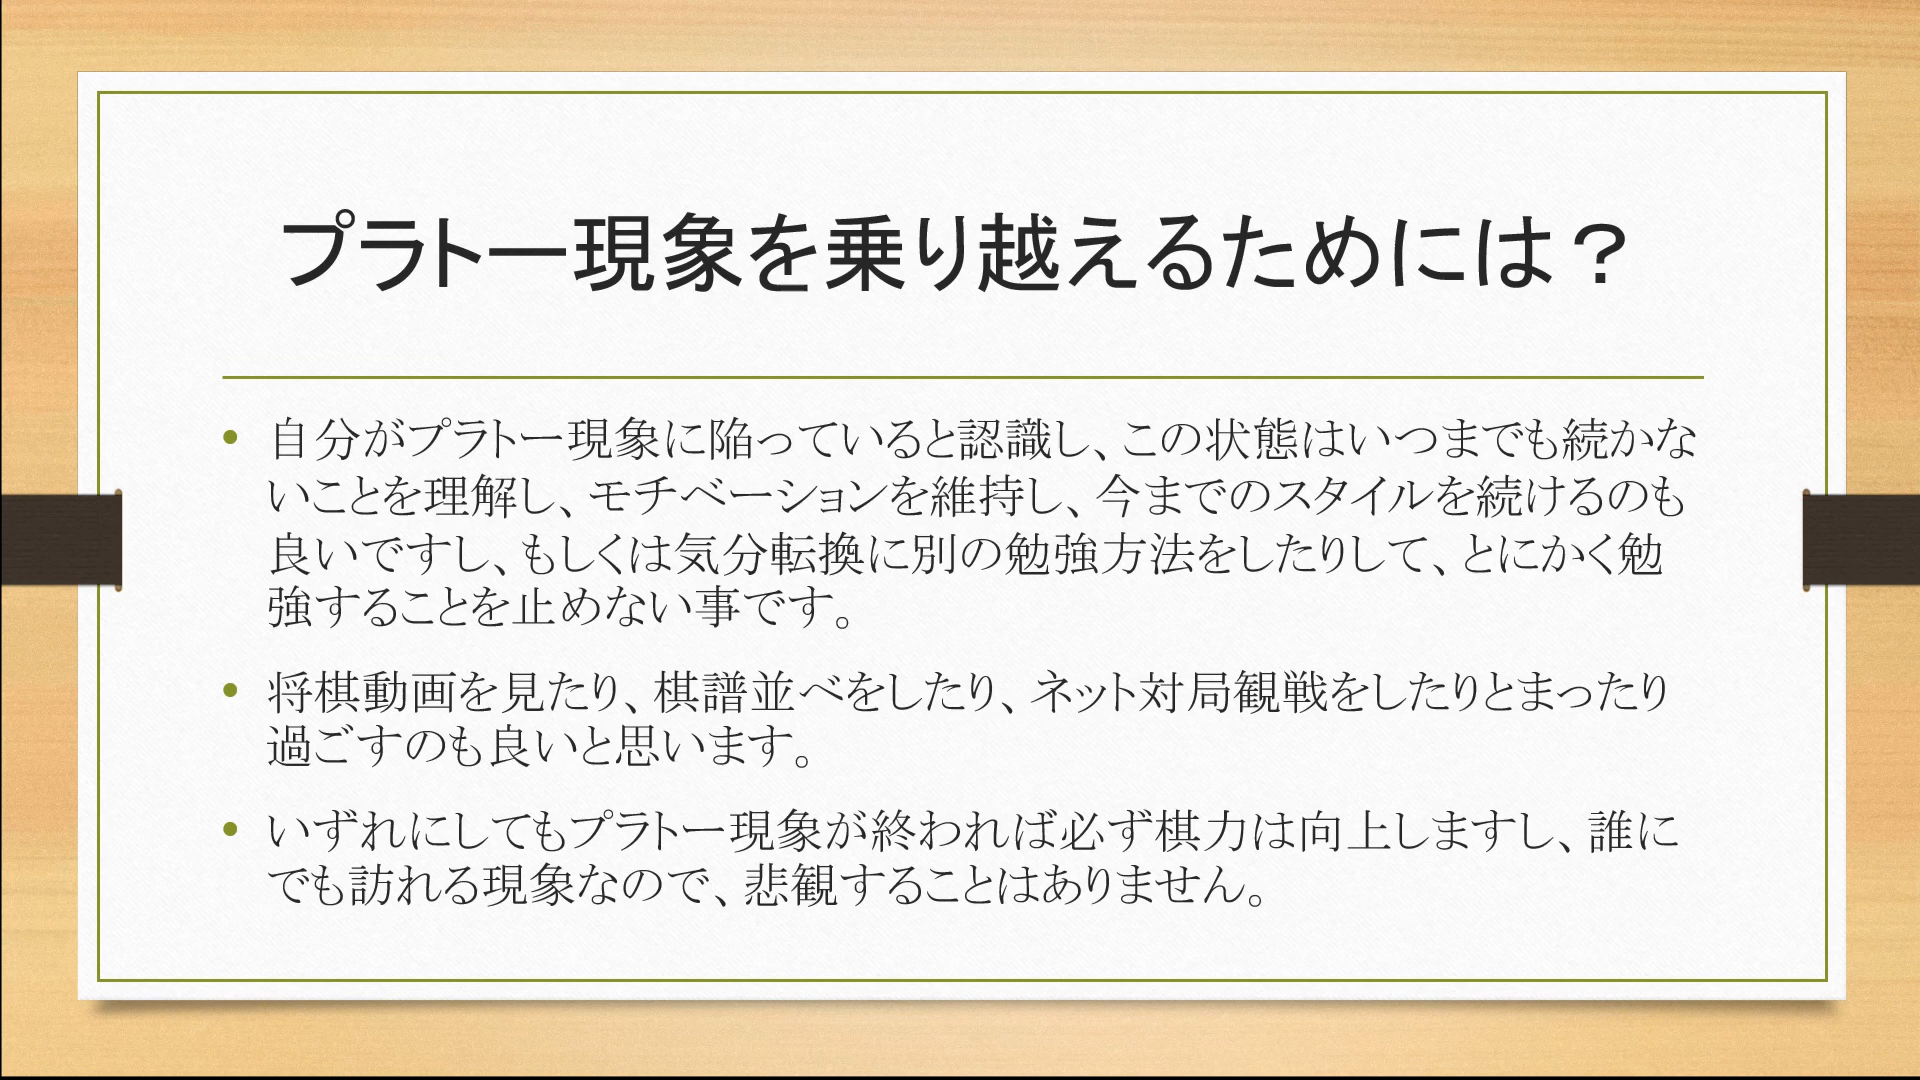 プラトー現象を乗り越えるためには？
• 自分がプラトー現象に陥っていると認識し、この状態はいつまでも続かな
いことを理解し、モチベーションを維持し、今までのスタイルを続けるのも
良いですし、もしくは気分転換に別の勉強方法をしたりして、とにかく勉
強することを止めない事です。
• 将棋動画を見たり、棋譜並べをしたり、ネット対局観戦をしたりとまったり
過ごすのも良いと思います。
• いずれにしてもプラトー現象が終われば必ず棋力は向上しますし、誰に
でも訪れる現象なので、悲観することはありません。